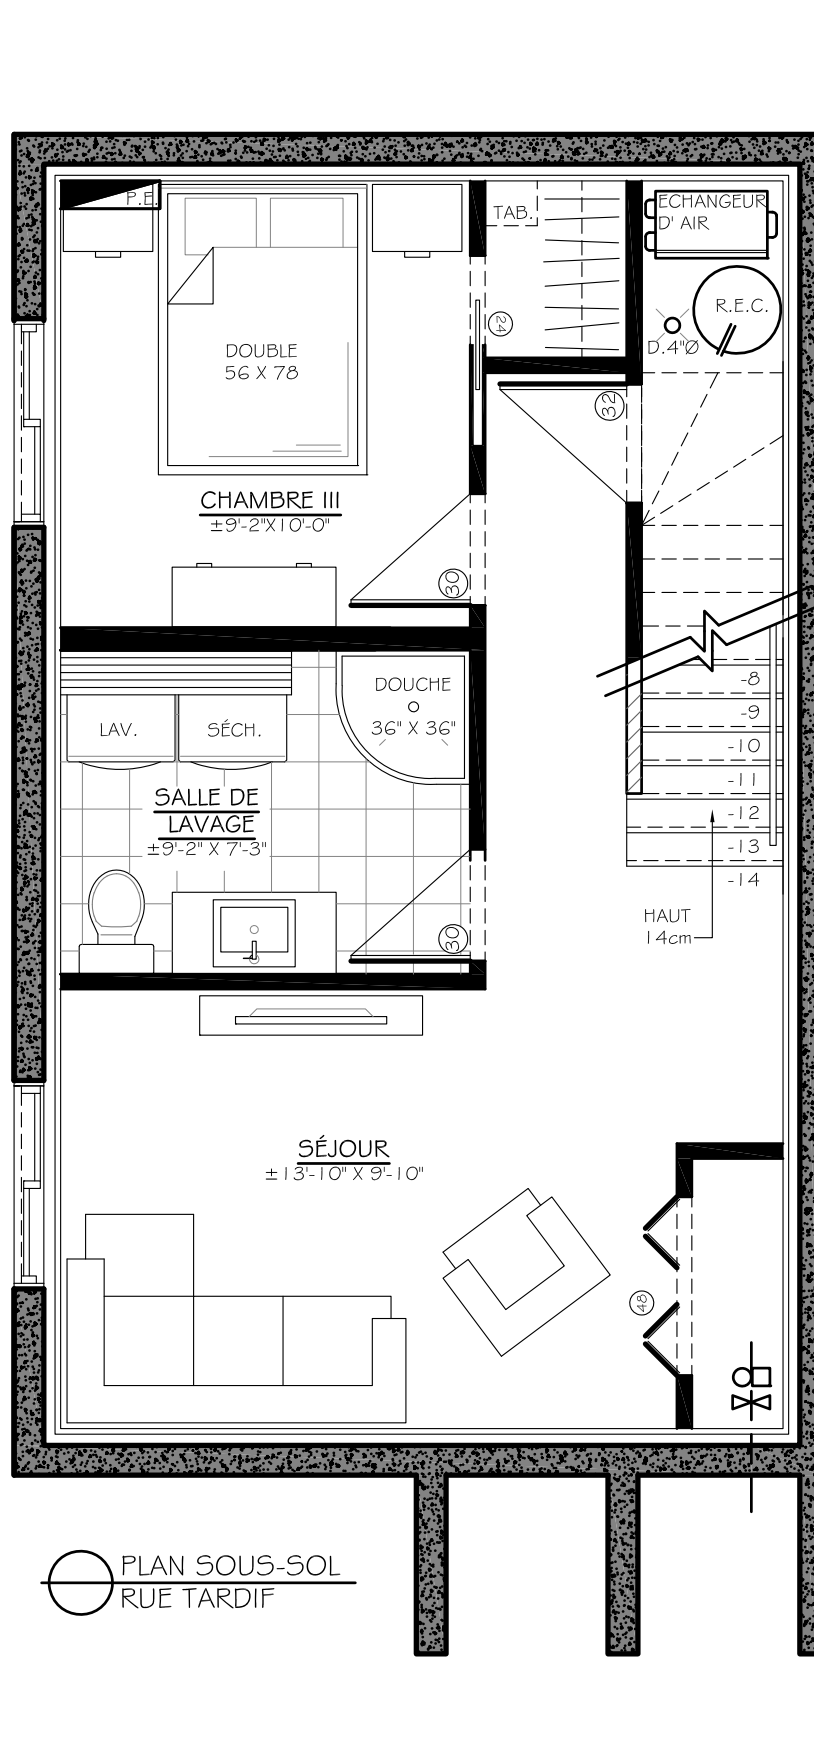 P.E.
TAB.
ECHANGEUR
D' AIR
R.E.C.
D.4"Ø
24
32
DOUBLE
56 X 78
CHAMBRE III
±9'-2"X10'-0"
30
DOUCHE
36" X 36"
LAV.
SÉCH.
SALLE DE
LAVAGE
±9'-2" X 7'-3"
30
-8
-9
-10
-11
-12
-13
-14
HAUT
14cm
SÉJOUR
±13'-10" X 9'-10"
48
PLAN SOUS-SOL
RUE TARDIF